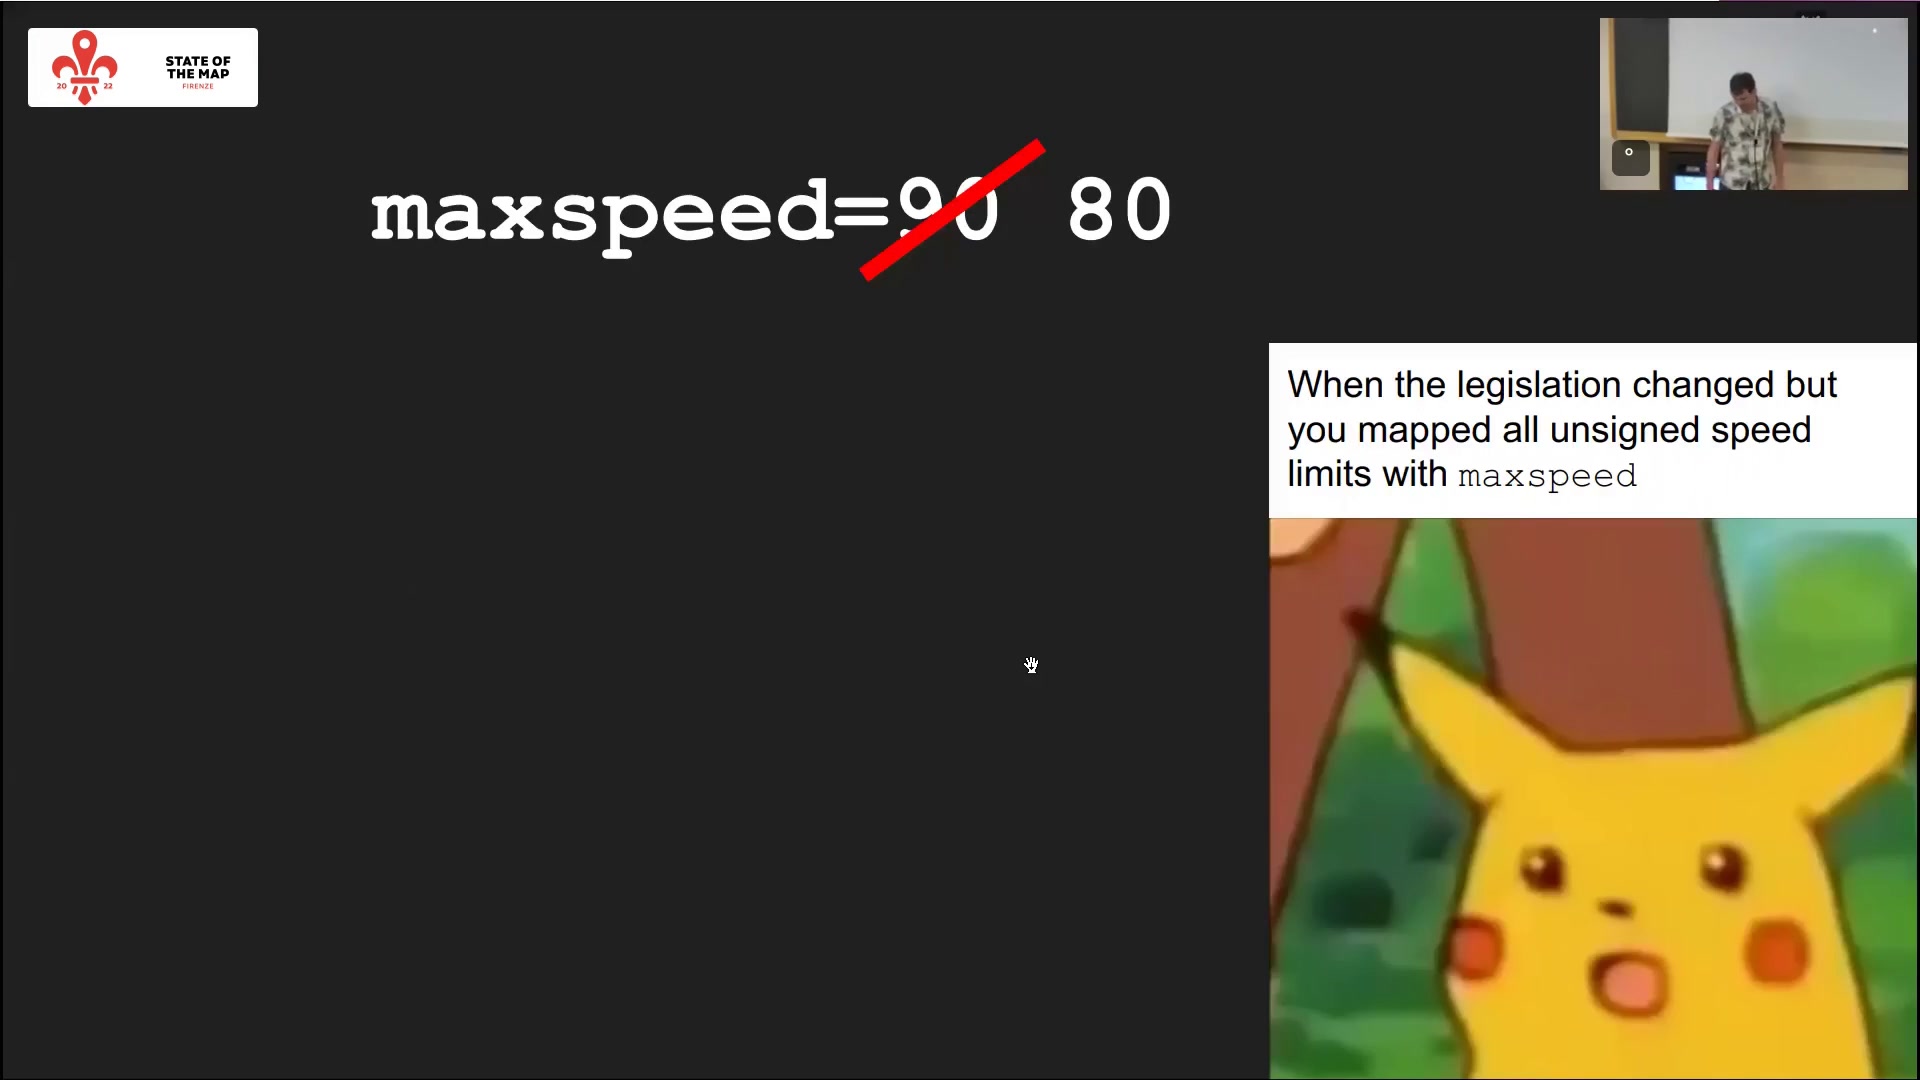 STATE OF
THE MAP
20 22
FIRENZE
maxspeed=90 80
When the legislation changed but
you mapped all unsigned speed
limits with maxspeed